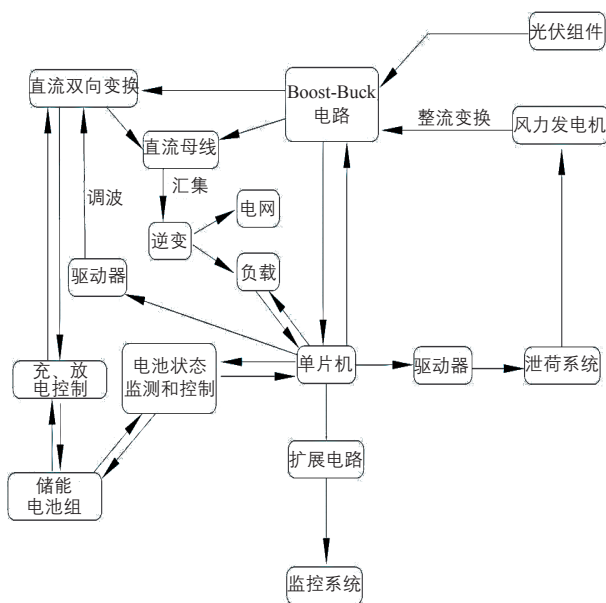 光伏组件
直流双向变换
Boost-Buck
电路
整流变换
风力发电机
直流母线
调波
汇集
电网
逆变
驱动器
负载
充、放
电控制
电池状态
监测和控制
单片机
驱动器
泄荷系统
扩展电路
储能
电池组
监控系统